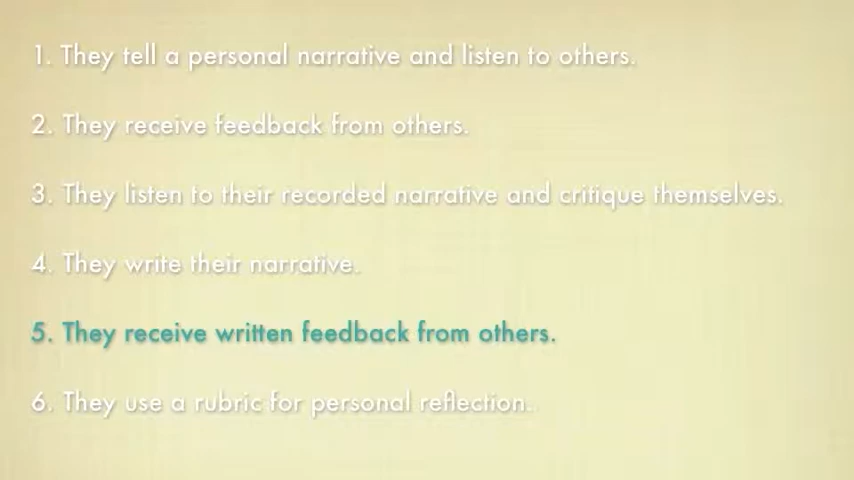 1. They tell a personal narrative and listen to others.
2. They receive feedback from others.
3. They listen to their recorded narrative and critique themselves.
4. They write their narrative.
5. They receive written feedback from others.
6. They use a rubric for personal reflection.